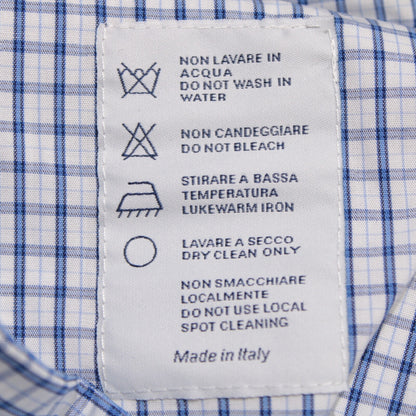 NON LAVARE IN
ACQUA
DO NOT WASH IN
WATER
NON CANDEGGIARE
DO NOT BLEACH
STIRARE A BASSA
TEMPERATURA
LUKEWARM IRON
LAVARE A SECCO
DRY CLEAN ONLY
NON SMACCHIARE
LOCALMENTE
DO NOT USE LOCAL
SPOT CLEANING
Made in Italy